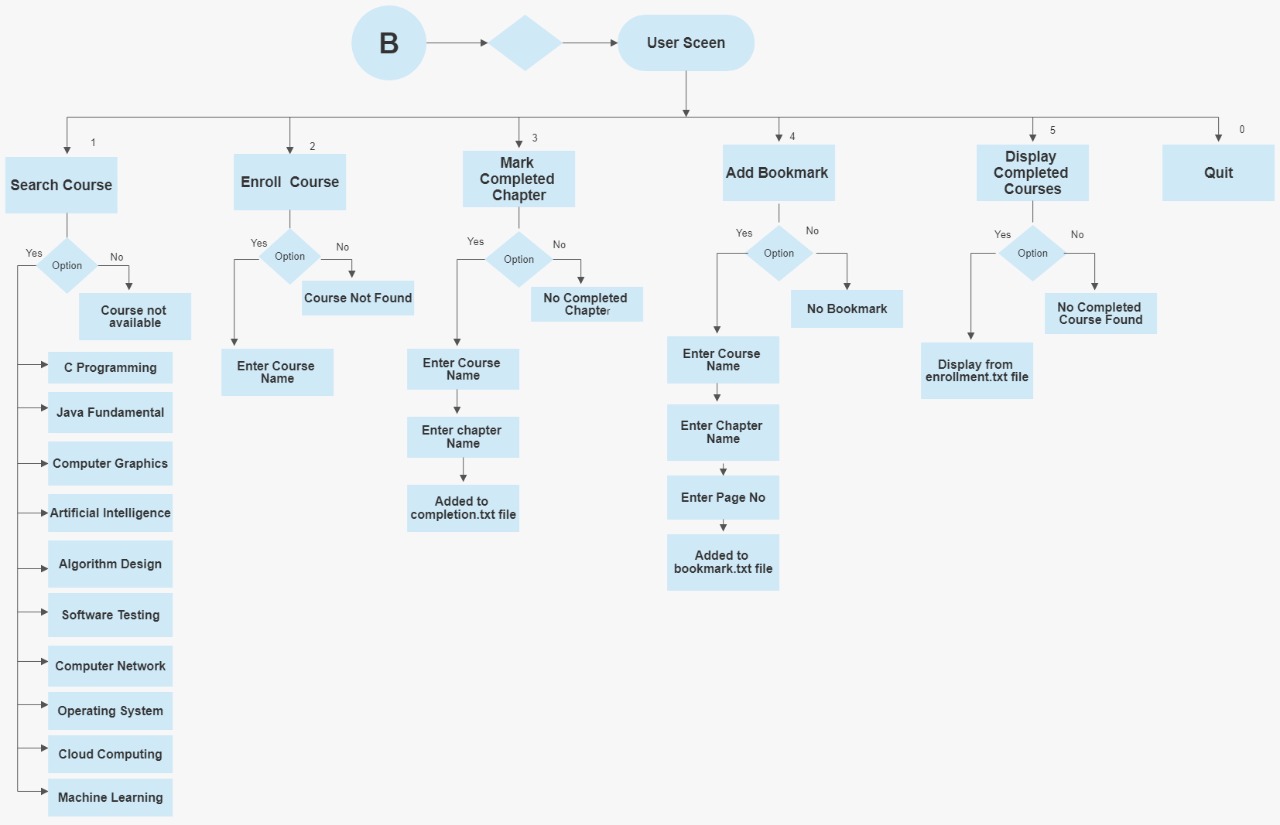 B
User Sceen
1
2
3
4
5
0
Search Course
Enroll  Course
Mark
Completed
Chapter
Add Bookmark
Display
Completed
Courses
Quit
Yes
Option
No
Course not
available
C Programming
Java Fundamental
Computer Graphics
Artificial Intelligence
Algorithm Design
Software Testing
Computer Network
Operating System
Cloud Computing
Machine Learning
Yes
Option
No
Course Not Found
Enter Course
Name
Yes
Option
No
No Completed
Chapter
Enter Course
Name
Enter chapter
Name
Added to
completion.txt file
Yes
Option
No
No Bookmark
Enter Course
Name
Enter Chapter
Name
Enter Page No
Added to
bookmark.txt file
Yes
Option
No
No Completed
Course Found
Display from
enrollment.txt file